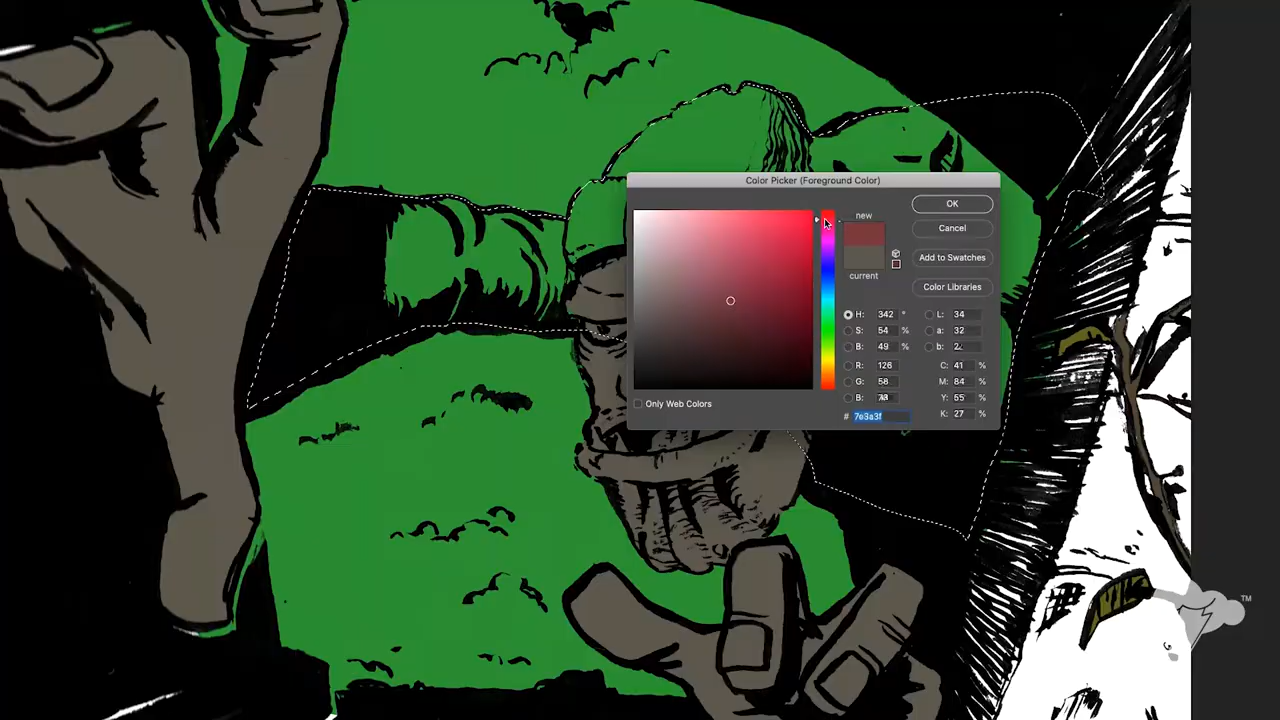 Color Picker (Foreground Color)
OK
new
Cancel
Add to Swatches
current
Color Libraries
H: 342 °
L: 34
S: 54 %
a: 32
B: 49 %
b:
R: 126
C: 41 %
G: 58
M: 84 %
B:
Y: 55 %
Only Web Colors
# 7e3a3f
K: 27 %
TM